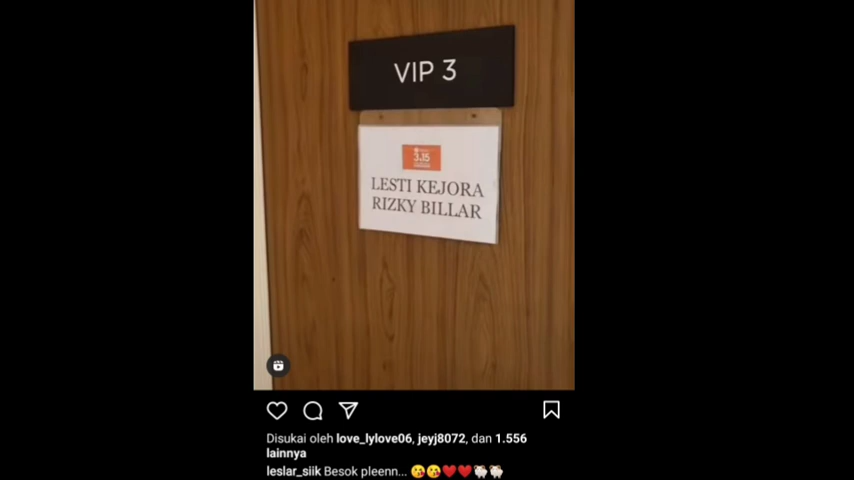 VIP 3
3.15
LESTI KEJORA
RIZKY BILLAR
Disukai oleh love_lylove06, jeyj8072, dan 1.556
lainnya
leslar_siik Besok pleenn... 😘😘❤️❤️🐑🐑